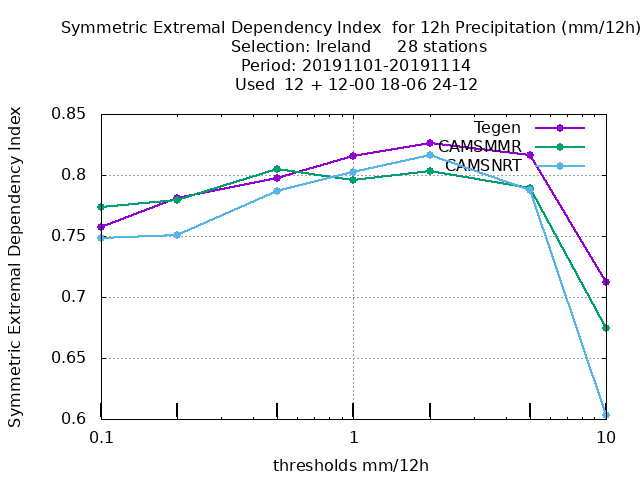 Symmetric Extremal Dependency Index  for 12h Precipitation (mm/12h)
Selection: Ireland     28 stations
Period: 20191101-20191114
Used  12 + 12-00 18-06 24-12
Symmetric Extremal Dependency Index
0.85
0.8
0.75
0.7
0.65
0.6
Tegen
CAMSMMR
CAMSNRT
0.1
1
10
thresholds mm/12h